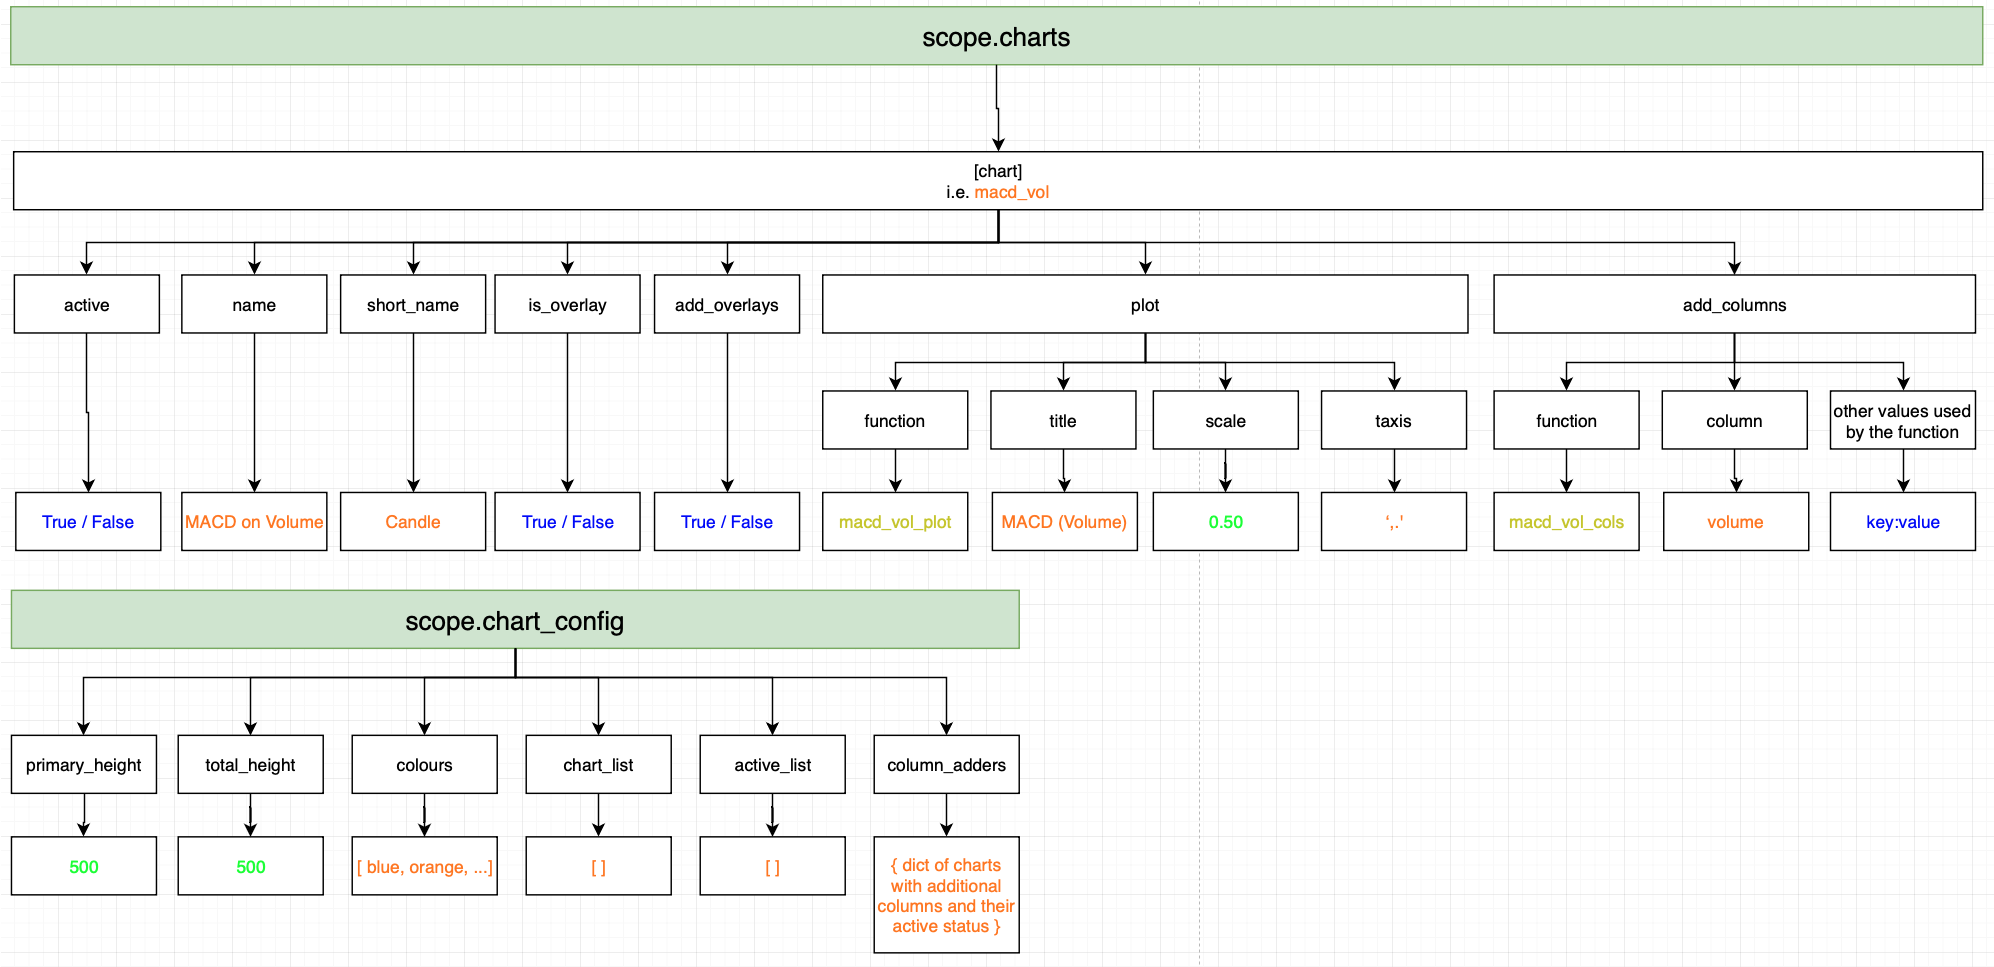 scope.charts
[chart]
i.e. macd_vol
active
name
short_name
is_overlay
add_overlays
plot
add_columns
function
title
scale
taxis
function
column
other values used
by the function
True / False
MACD on Volume
Candle
True / False
True / False
macd_vol_plot
MACD (Volume)
0.50
‘,.'
macd_vol_cols
volume
key:value
scope.chart_config
primary_height
total_height
colours
chart_list
active_list
column_adders
500
500
[ blue, orange, ...]
[ ]
[ ]
{ dict of charts
with additional
columns and their
active status }